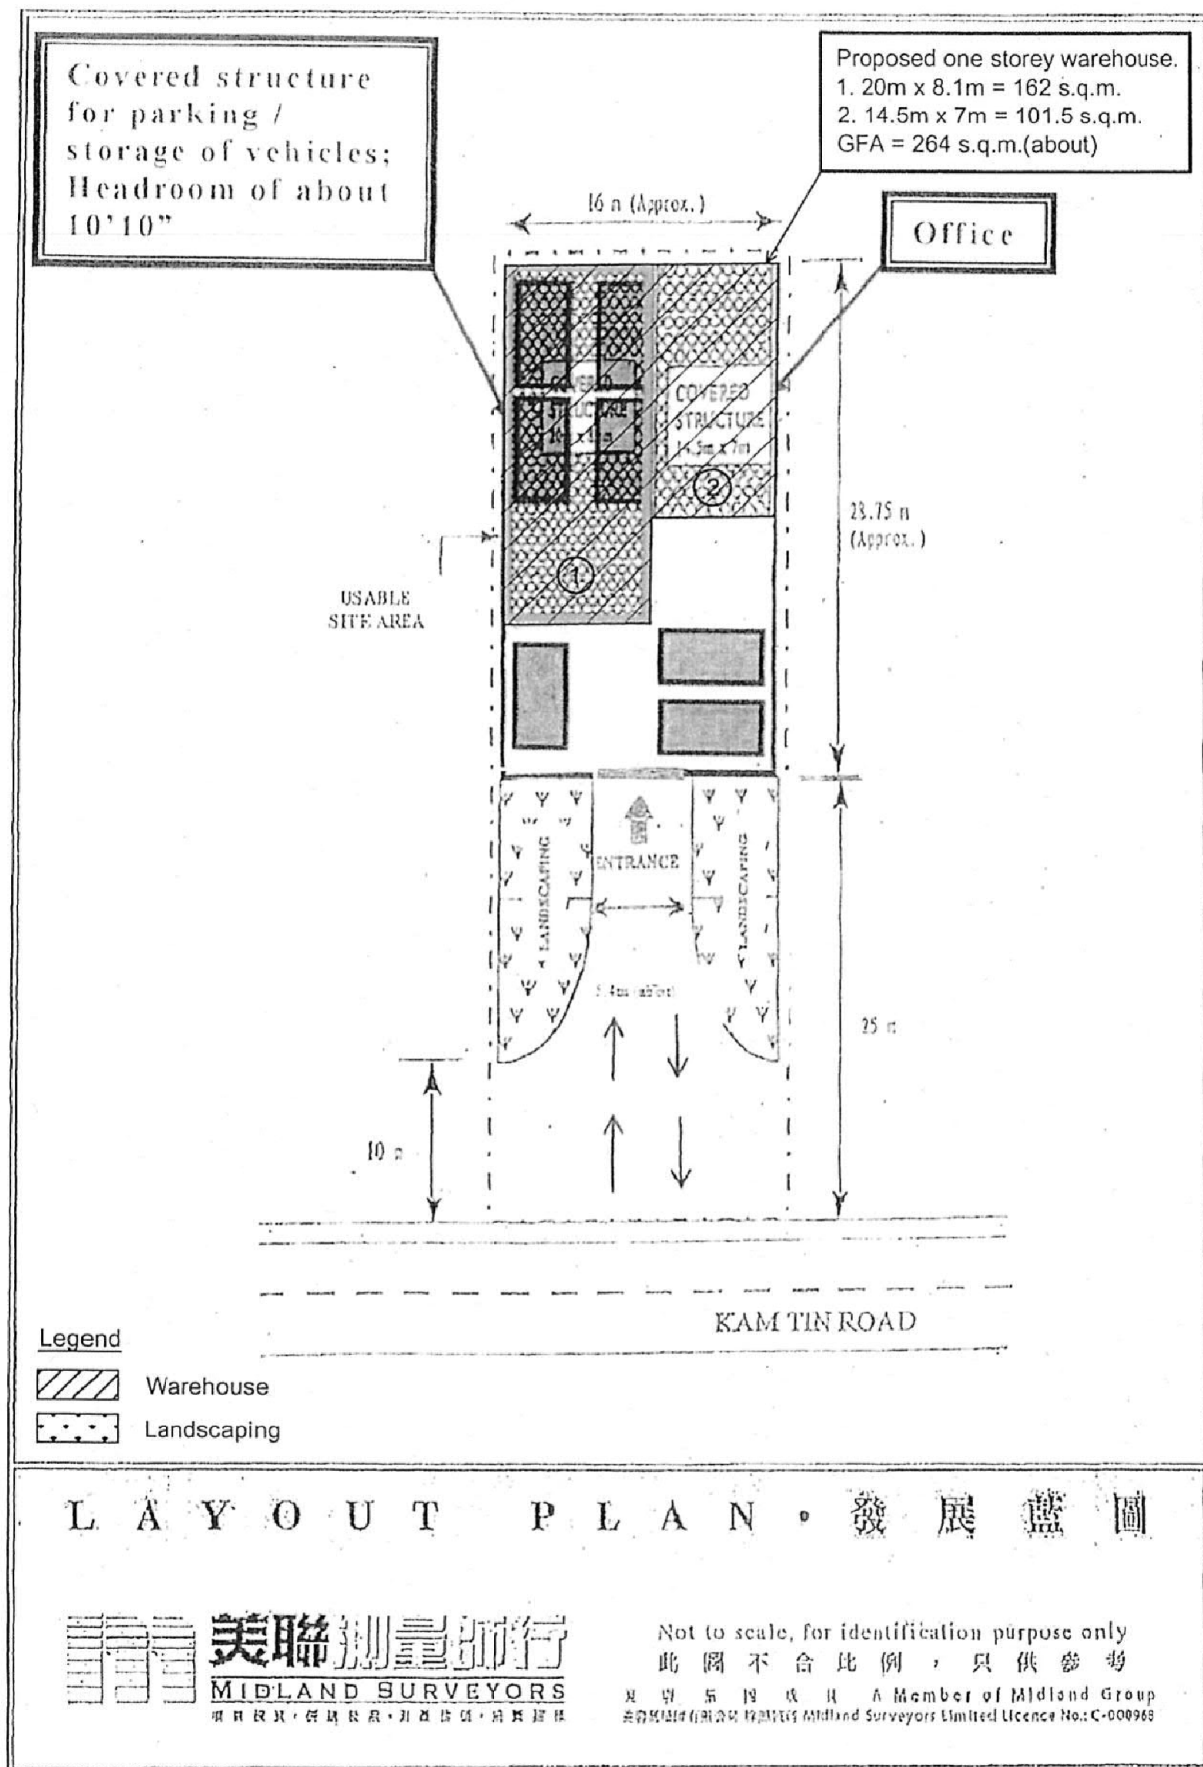 Covered structure
for parking /
storage of vehicles;
Headroom of about
10’10”
Proposed one storey warehouse.
1. 20m x 8.1m = 162 s.q.m.
2. 14.5m x 7m = 101.5 s.q.m.
GFA = 264 s.q.m.(about)
16 m (Approx.)
Office
COVERED
STRUCTURE
COVERED
STRUCTURE
14.5m x 7m
2
1
28.75 m
(Approx.)
USABLE
SITE AREA
ENTRANCE
LANDSCAPING
LANDSCAPING
25 m
10 m
KAM TIN ROAD
Legend
Warehouse
Landscaping
LAYOUT PLAN · 發展藍圖
美聯測量師行
MIDLAND SURVEYORS
Not to scale, for identification purpose only
此圖不合比例，只供參考
A Member of Midland Group
Midland Surveyors Limited Licence No.: C-000968